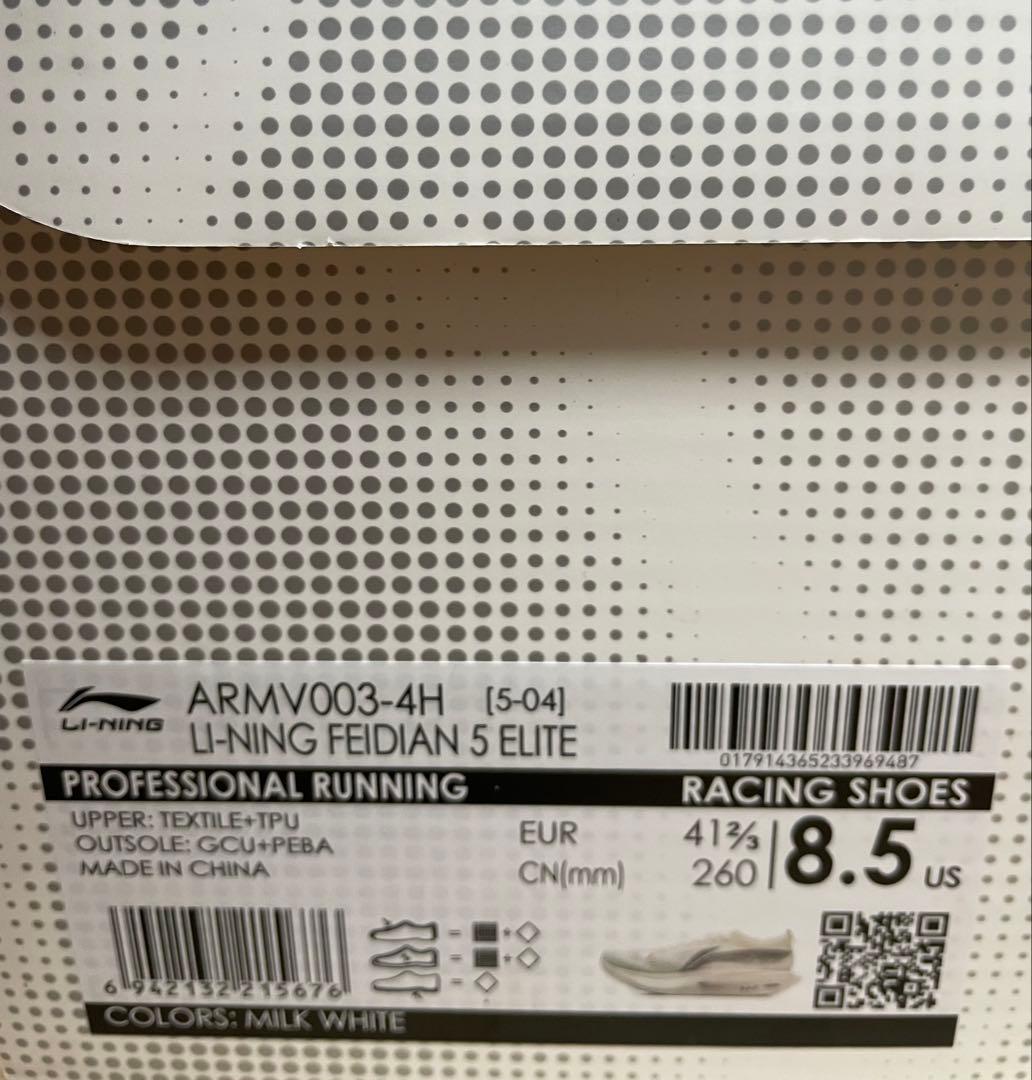 LI-NING
ARMV003-4H [5-04]
LI-NING FEIDIAN 5 ELITE
017914365233969487
PROFESSIONAL RUNNING RACING SHOES
UPPER: TEXTILE+TPU
OUTSOLE: GCU+PEBA
MADE IN CHINA
EUR 41⅔
CN(mm) 260
8.5 US
6 942132 215676
COLORS: MILK WHITE